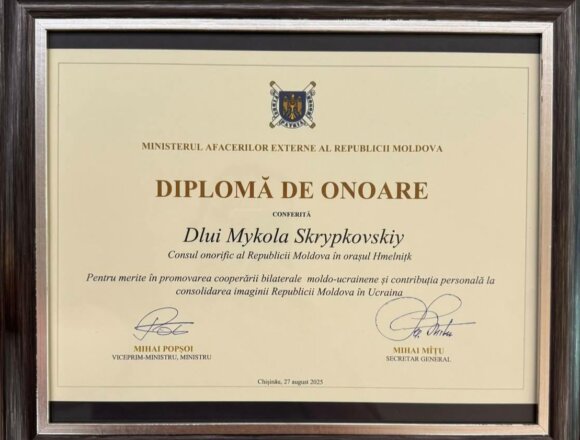 MINISTERUL AFACERILOR EXTERNE AL REPUBLICII MOLDOVA
DIPLOMĂ DE ONOARE
CONFERITĂ
Dlui Mykola Skrypkovskiy
Consul onorific al Republicii Moldova în orașul Hmelnițk
Pentru merite în promovarea cooperării bilaterale moldo-ucrainene și contribuția personală la
consolidarea imaginii Republicii Moldova în Ucraina
MIHAI POPȘOI
VICEPRIM-MINISTRU, MINISTRU
MIHAI MÎȚU
SECRETAR GENERAL
Chișinău, 27 august 2025